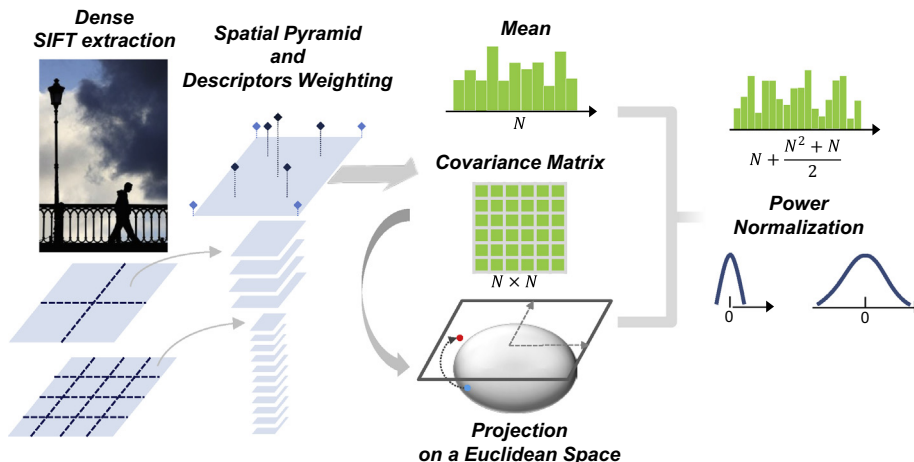 Dense
SIFT extraction
Spatial Pyramid
and
Descriptors Weighting
Mean
N
Covariance Matrix
N × N
Projection
on a Euclidean Space
N + \frac{N² + N}{2}
Power
Normalization
0
0